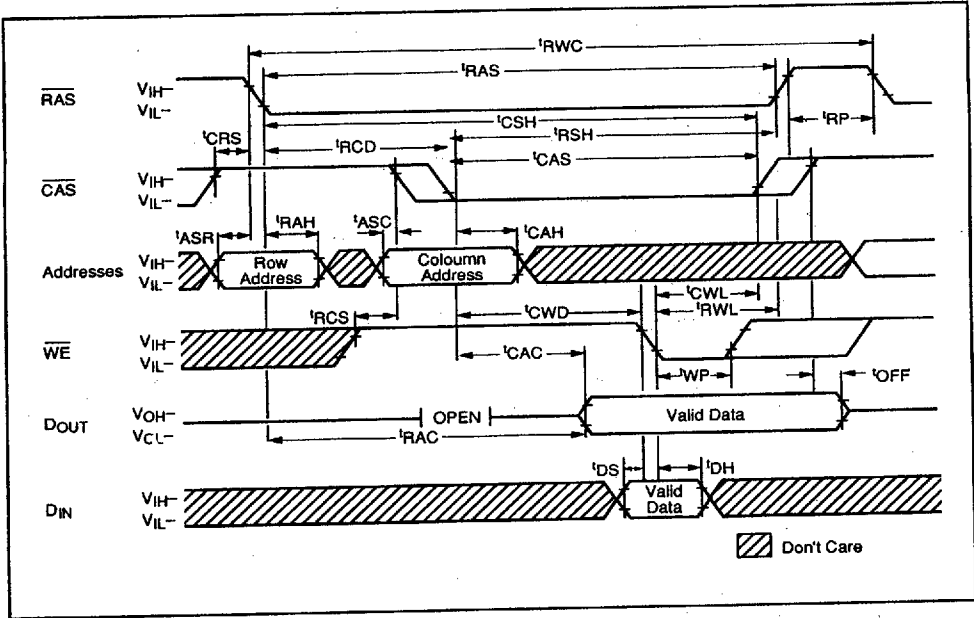 tRWC
tRAS
RAS
VIH
VIL
tCSH
tRP
tCRS
tRCD
tRSH
tCAS
CAS
VIH
VIL
tASR
tRAH
tASC
tCAH
Addresses
VIH
VIL
Row
Address
Coloumn
Address
tCWL
tRCS
tCWD
tRWL
WE
VIH
VIL
tCAC
tWP
tOFF
DOUT
VOH
VCL
OPEN
Valid Data
tRAC
tDS
tDH
DIN
VIH
VIL
Valid
Data
Don't Care